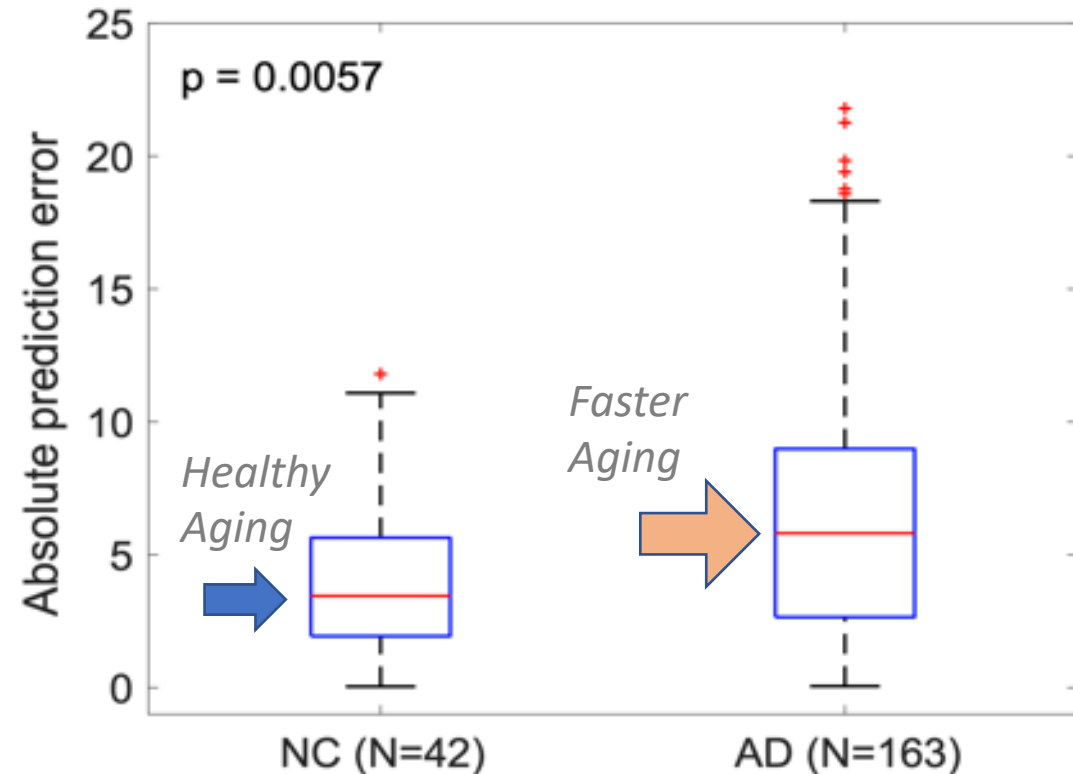 25
p = 0.0057
20
15
10
5
0
Absolute prediction error
Healthy
Aging
Faster
Aging
NC (N=42)
AD (N=163)